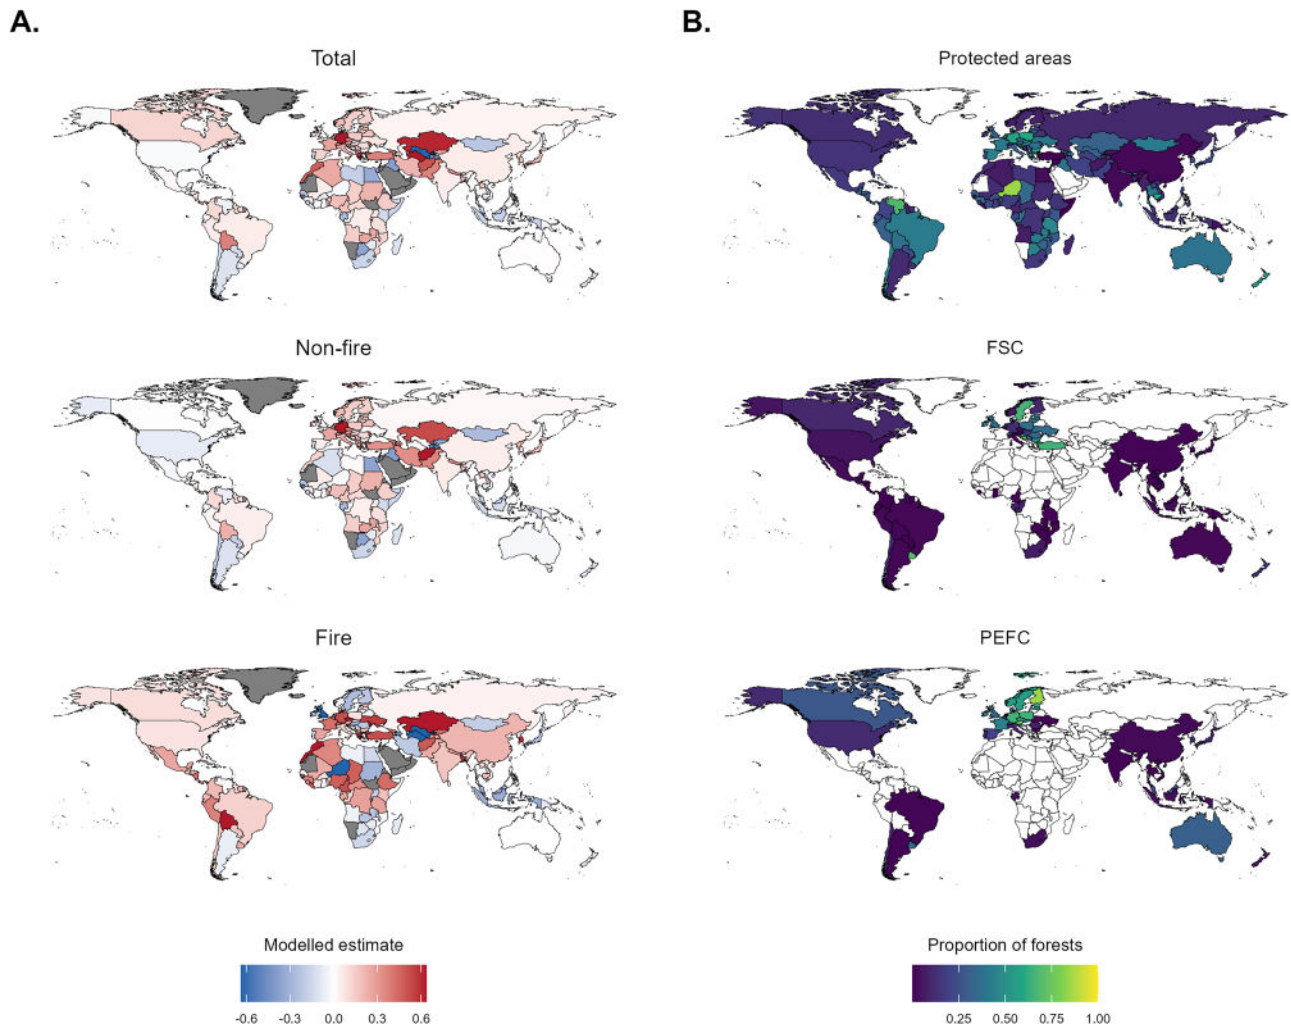 A.
B.
Total
Protected areas
Non-fire
FSC
Fire
PEFC
Modelled estimate
-0.6 -0.3 0.0 0.3 0.6
Proportion of forests
0.25 0.50 0.75 1.00